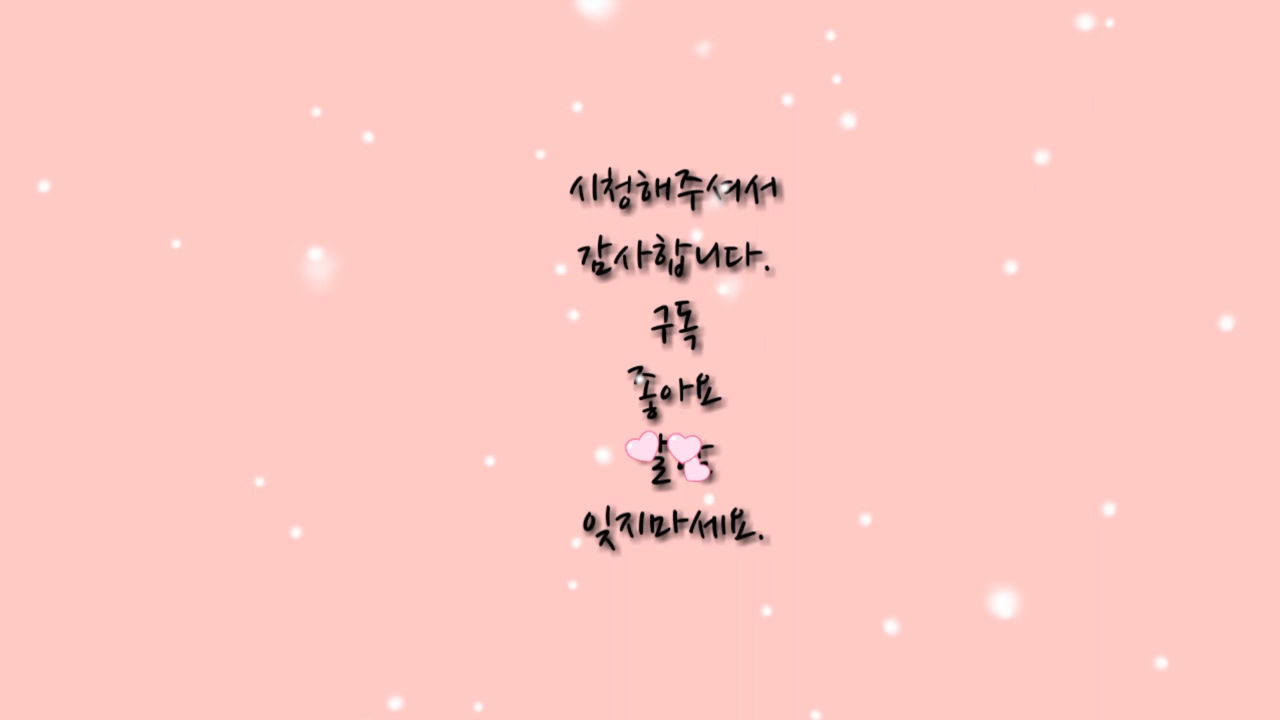 시청해주셔서
감사합니다.
구독
좋아요
잊지마세요.